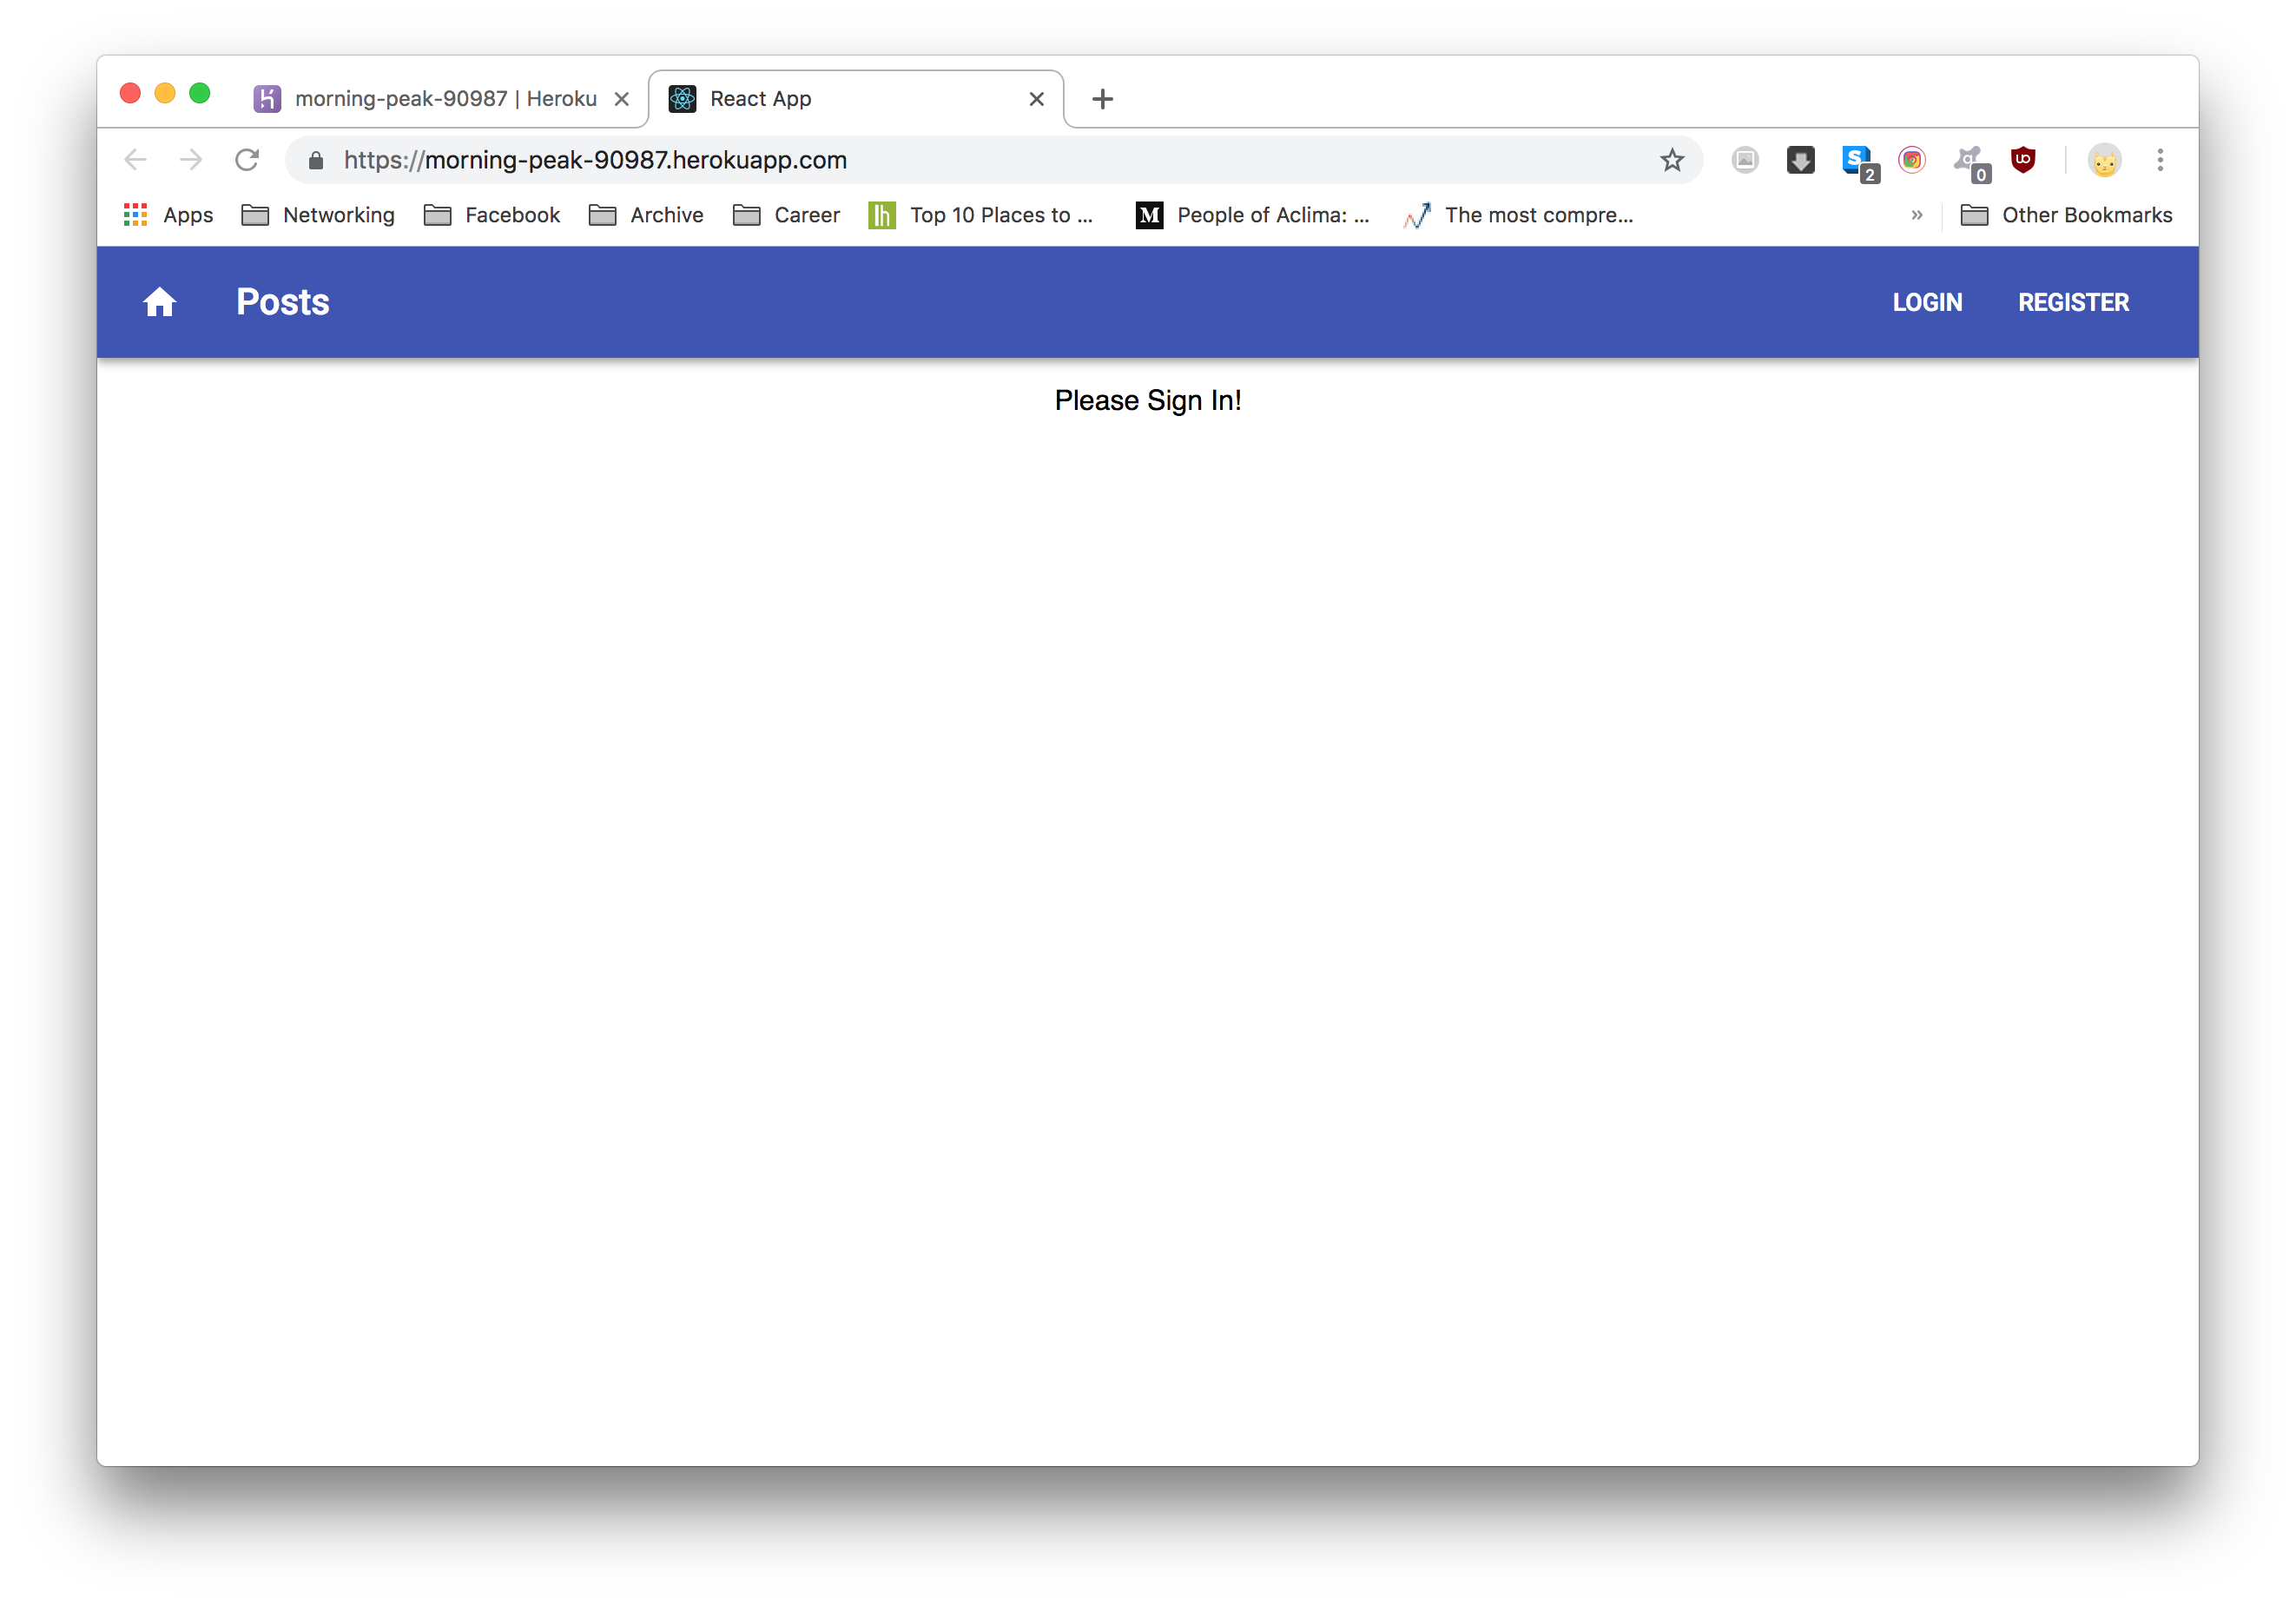 morning-peak-90987 | Heroku
React App
https://morning-peak-90987.herokuapp.com
2
0
Apps Networking Facebook Archive Career Top 10 Places to ... People of Aclima: ... The most compre... » Other Bookmarks
Posts LOGIN REGISTER
Please Sign In!